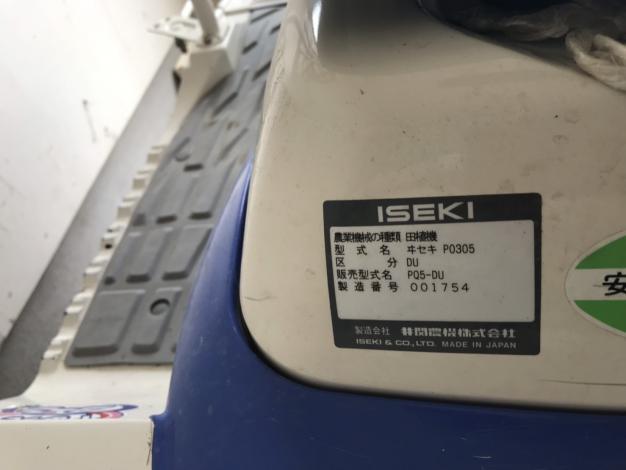 ISEKI
農業機械の種類 田植機
型式名 ヰセキ P0305
区分 DU
販売型式名 PQ5-DU
製造番号 001754
製造会社 井関農機株式会社
ISEKI & CO., LTD. MADE IN JAPAN
安